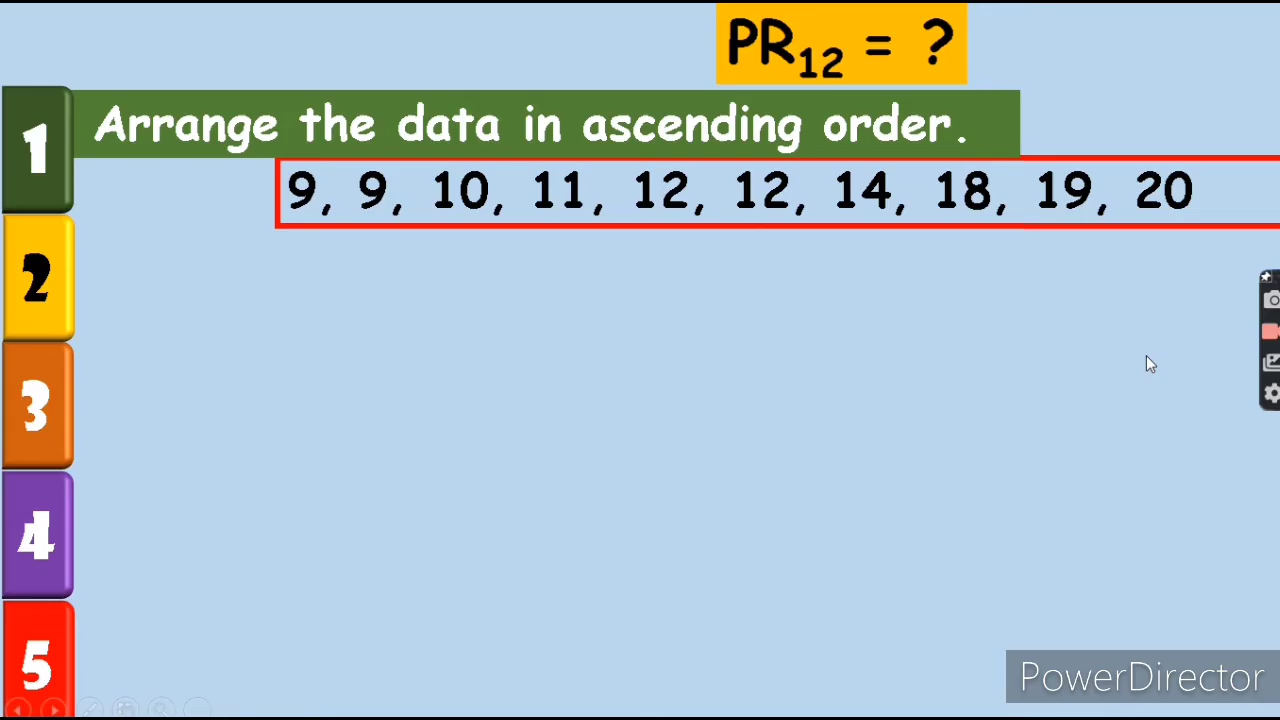 PR₁₂ = ?
1
Arrange the data in ascending order.
9, 9, 10, 11, 12, 12, 14, 18, 19, 20
2
3
4
5
PowerDirector